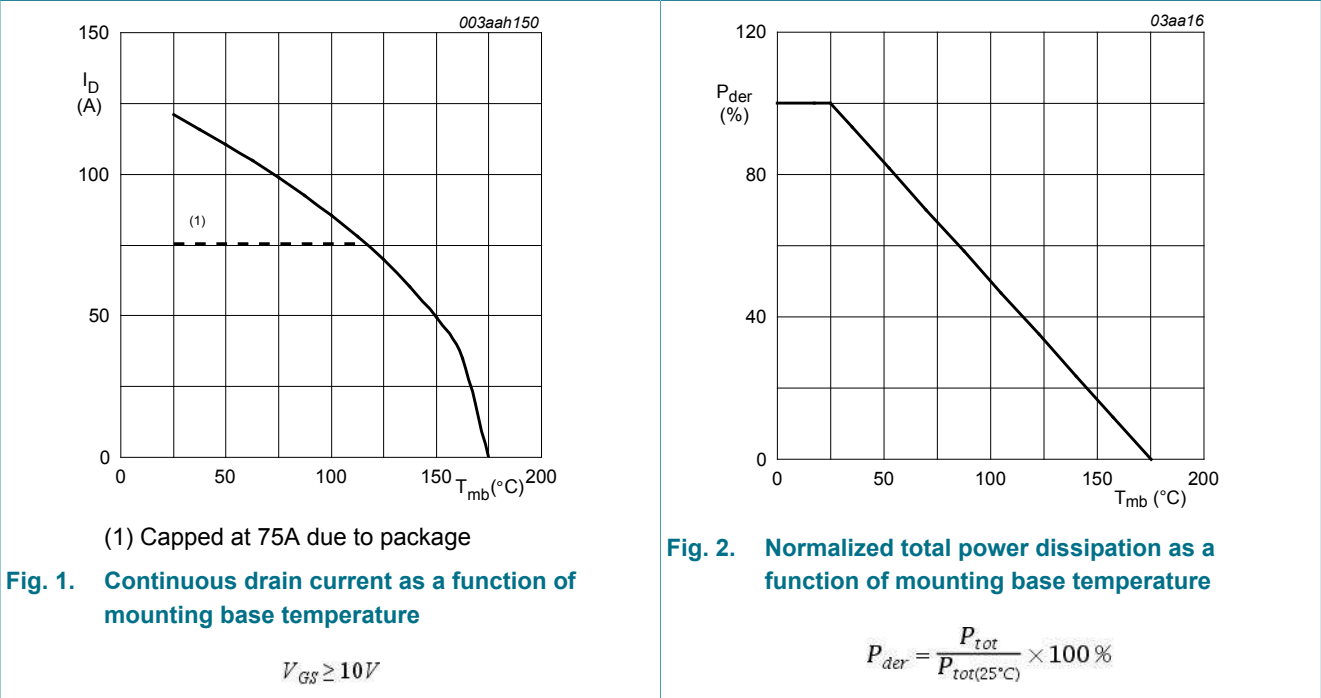 003aah150
150
I_D
(A)
100
(1)
50
0
0 50 100 150 T_mb(°C) 200
(1) Capped at 75A due to package
Fig. 1. Continuous drain current as a function of
mounting base temperature
V_GS ≥ 10V
03aa16
120
P_der
(%)
80
40
0
0 50 100 150 200
T_mb (°C)
Fig. 2. Normalized total power dissipation as a
function of mounting base temperature
P_der = P_tot / P_tot(25°C) × 100 %